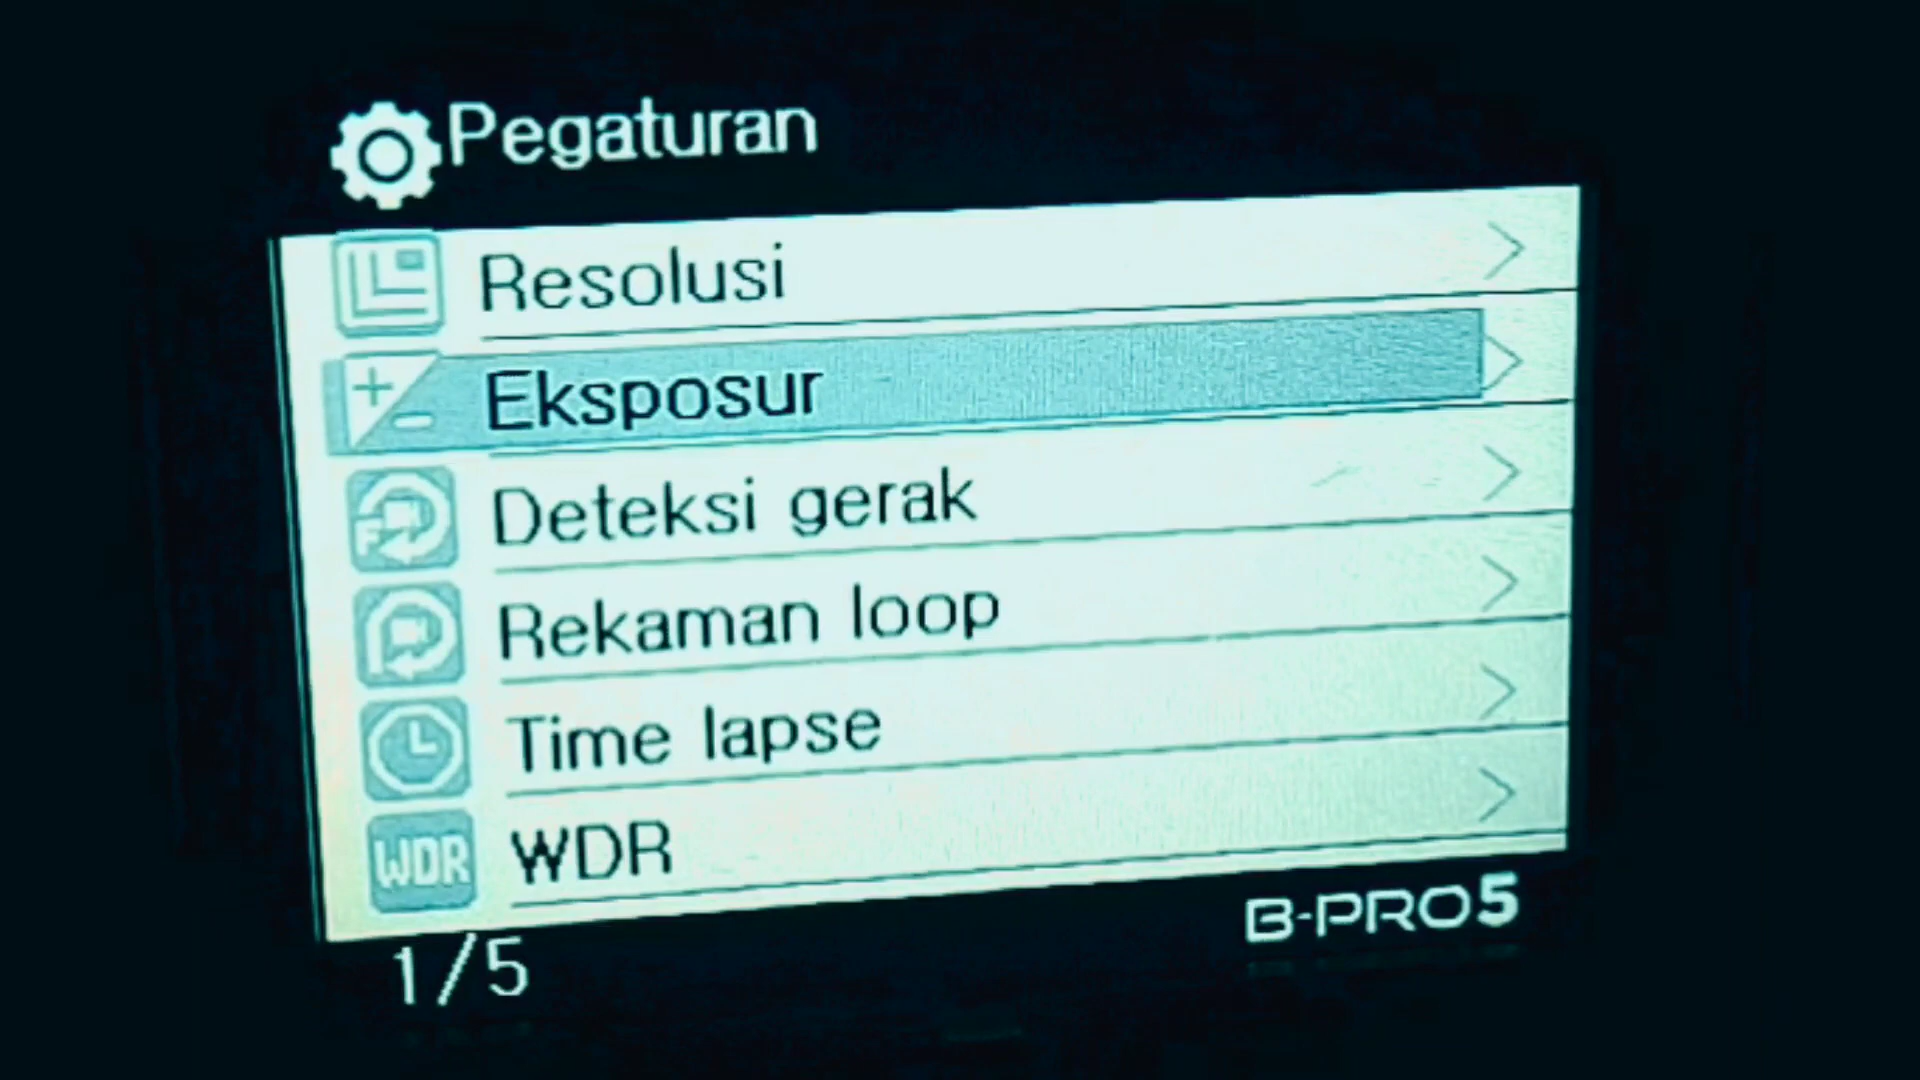 Pegaturan
Resolusi
Eksposur
Deteksi gerak
Rekaman loop
Time lapse
WDR WDR
1/5
B-PRO5